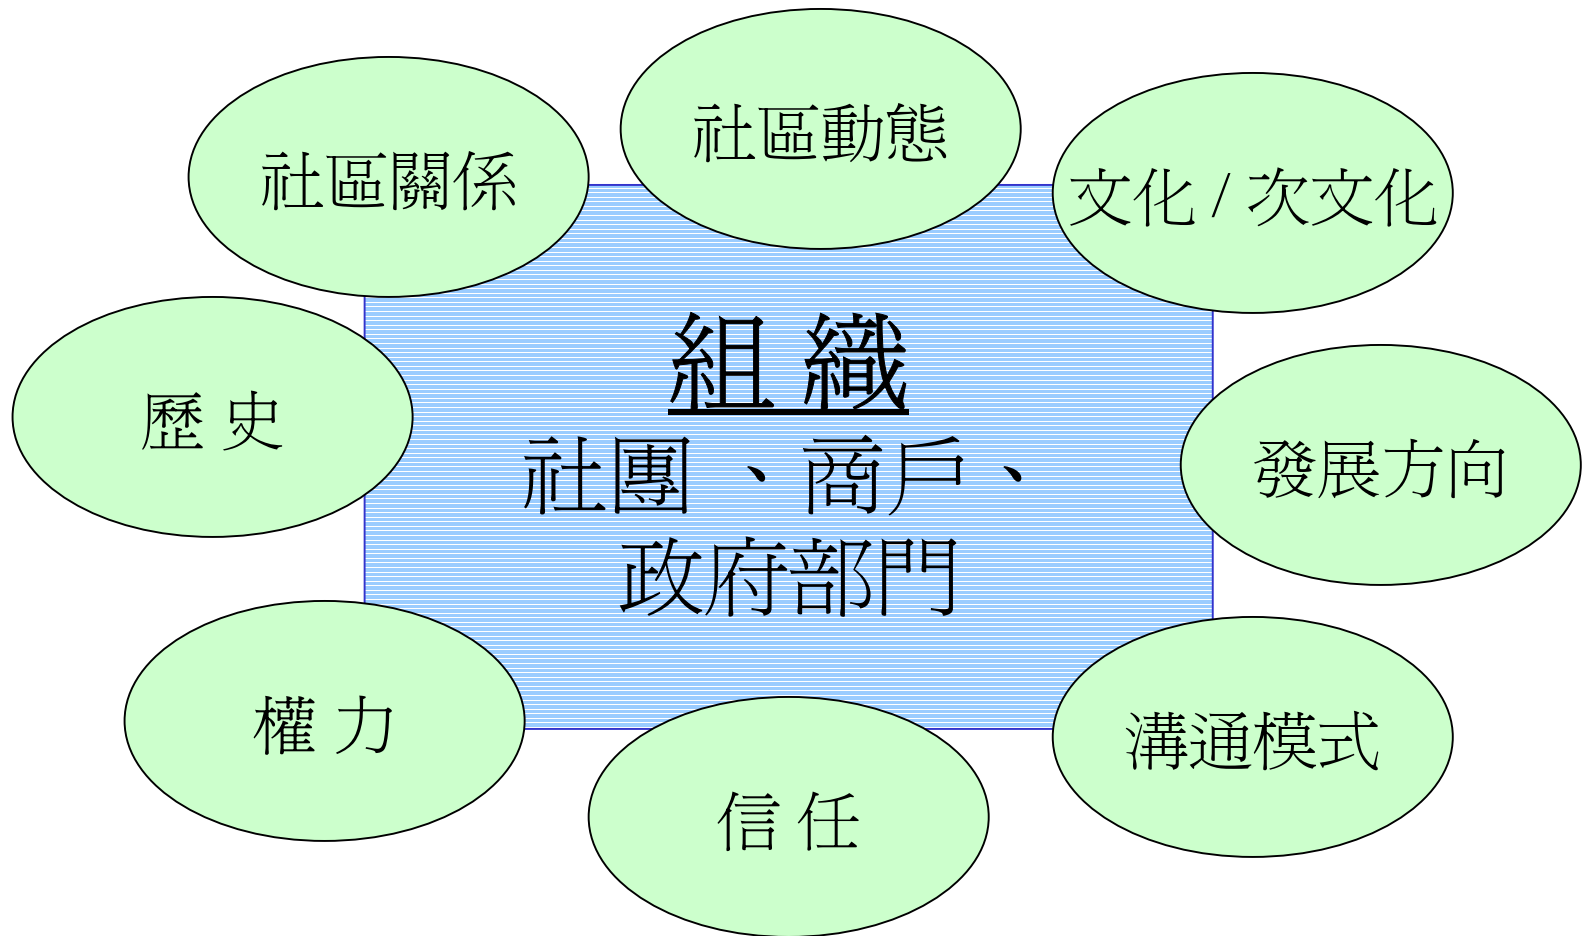 社區動態
社區關係
文化 / 次文化
組 織
歷 史
社團 、商戶、
發展方向
政府部門
權 力
溝通模式
信 任